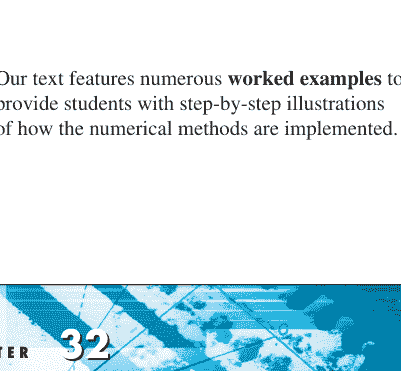 Our text features numerous worked examples to
provide students with step-by-step illustrations
of how the numerical methods are implemented.
TER 32